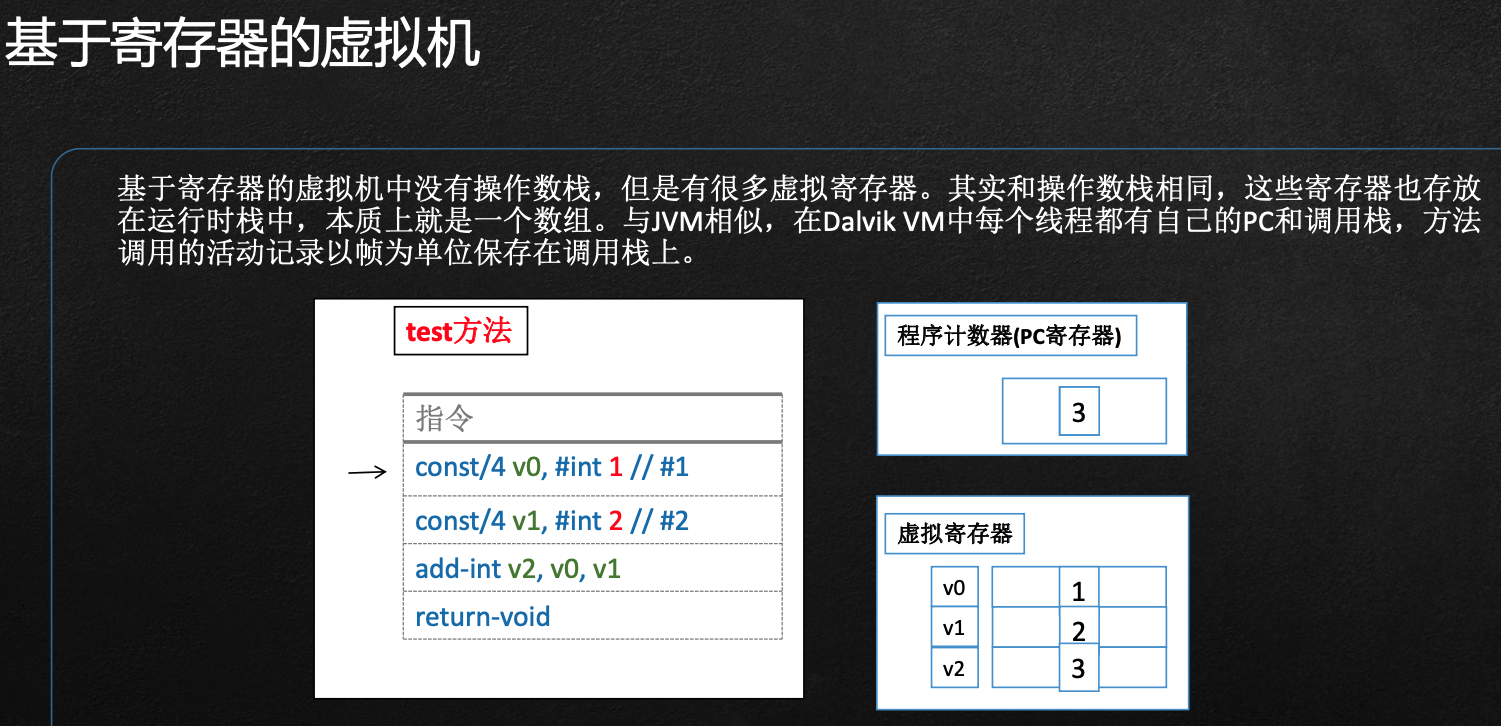 基于寄存器的虚拟机
基于寄存器的虚拟机中没有操作数栈，但是有很多虚拟寄存器。其实和操作数栈相同，这些寄存器也存放
在运行时栈中，本质上就是一个数组。与JVM相似，在Dalvik VM中每个线程都有自己的PC和调用栈，方法
调用的活动记录以帧为单位保存在调用栈上。
test方法
指令
const/4 v0, #int 1 // #1
const/4 v1, #int 2 // #2
add-int v2, v0, v1
return-void
程序计数器(PC寄存器)
3
虚拟寄存器
v0 1
v1 2
v2 3